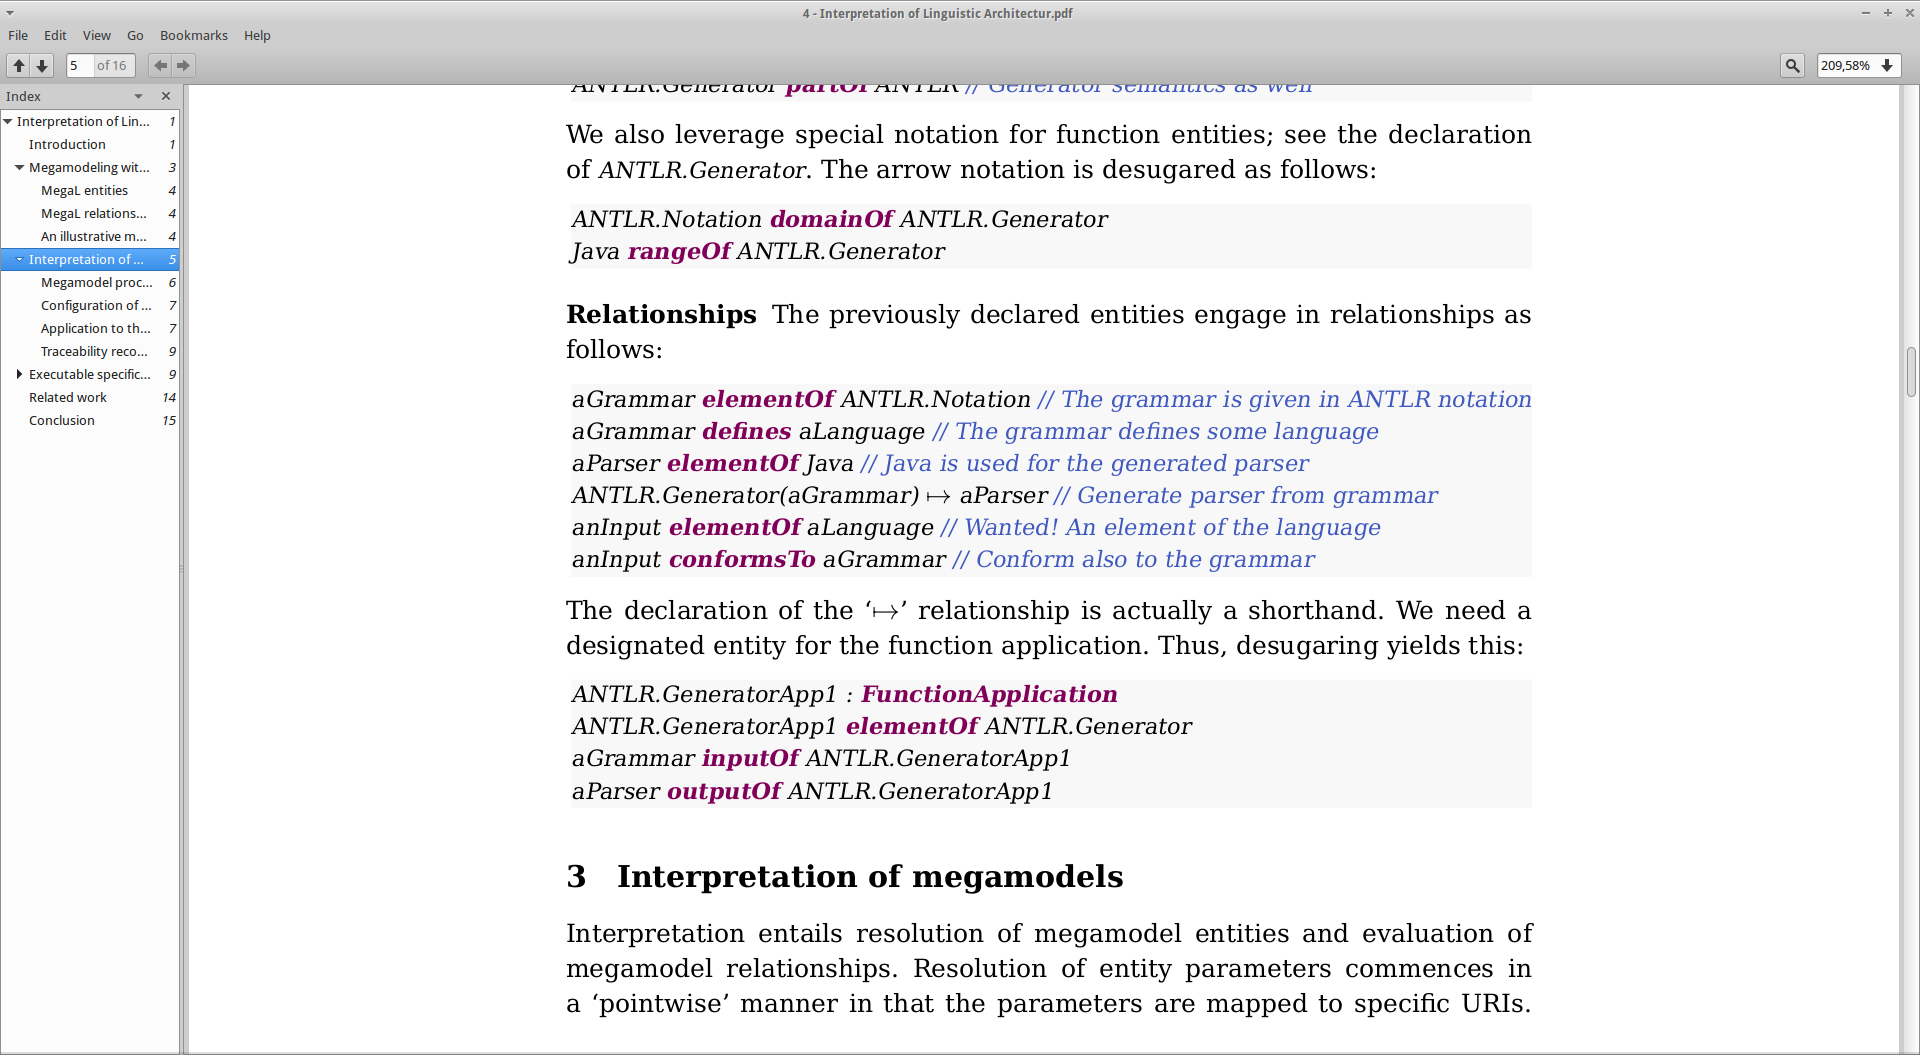 4 - Interpretation of Linguistic Architectur.pdf
File Edit View Go Bookmarks Help
5 of 16
209,58%
Index
Interpretation of Lin... 1
Introduction 1
Megamodeling wit... 3
MegaL entities 4
MegaL relations... 4
An illustrative m... 4
Interpretation of ... 5
Megamodel proc... 6
Configuration of ... 7
Application to th... 7
Traceability reco... 9
Executable specific... 9
Related work 14
Conclusion 15
ANTLR.Generator partOf ANTLR // Generator semantics as well
We also leverage special notation for function entities; see the declaration
of ANTLR.Generator. The arrow notation is desugared as follows:
ANTLR.Notation domainOf ANTLR.Generator
Java rangeOf ANTLR.Generator
Relationships The previously declared entities engage in relationships as
follows:
aGrammar elementOf ANTLR.Notation // The grammar is given in ANTLR notation
aGrammar defines aLanguage // The grammar defines some language
aParser elementOf Java // Java is used for the generated parser
ANTLR.Generator(aGrammar) ↦ aParser // Generate parser from grammar
anInput elementOf aLanguage // Wanted! An element of the language
anInput conformsTo aGrammar // Conform also to the grammar
The declaration of the ‘↦’ relationship is actually a shorthand. We need a
designated entity for the function application. Thus, desugaring yields this:
ANTLR.GeneratorApp1 : FunctionApplication
ANTLR.GeneratorApp1 elementOf ANTLR.Generator
aGrammar inputOf ANTLR.GeneratorApp1
aParser outputOf ANTLR.GeneratorApp1
3 Interpretation of megamodels
Interpretation entails resolution of megamodel entities and evaluation of
megamodel relationships. Resolution of entity parameters commences in
a ‘pointwise’ manner in that the parameters are mapped to specific URIs.